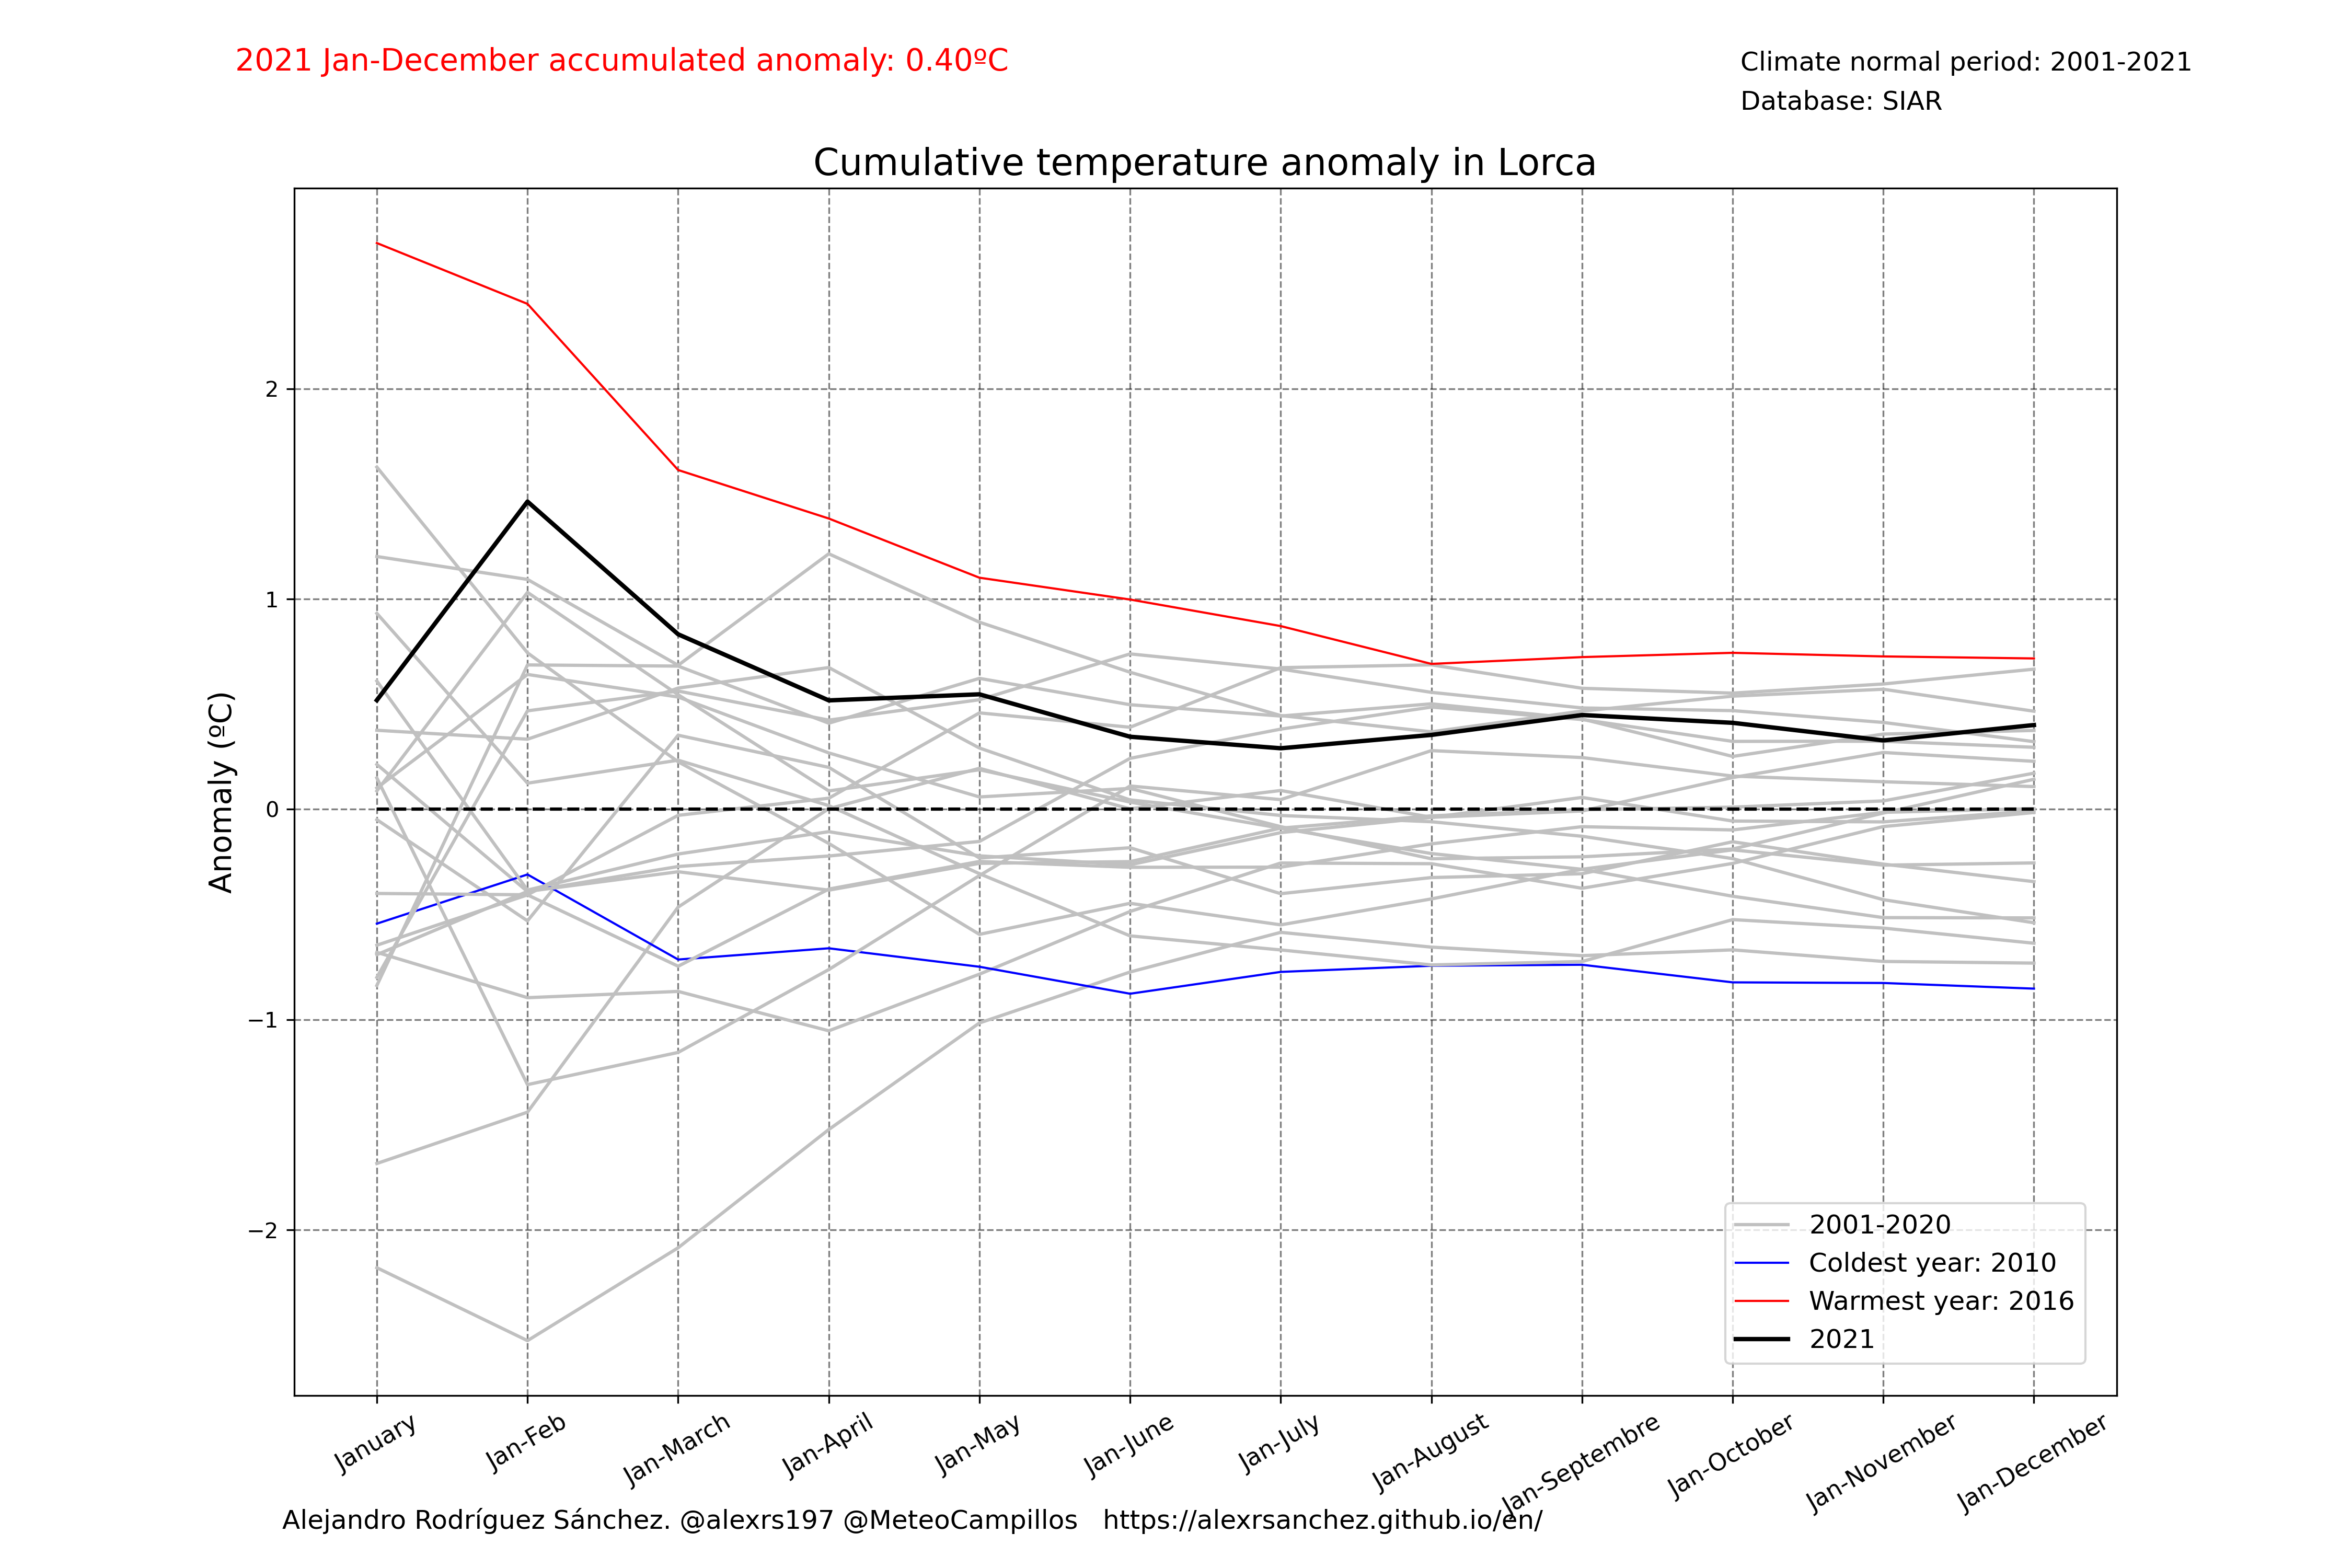 2021 Jan-December accumulated anomaly: 0.40ºC
Climate normal period: 2001-2021
Database: SIAR
Cumulative temperature anomaly in Lorca
Anomaly (ºC)
2
1
0
−1
−2
2001-2020
Coldest year: 2010
Warmest year: 2016
2021
January
Jan-Feb
Jan-March
Jan-April
Jan-May
Jan-June
Jan-July
Jan-August
Jan-Septembre
Jan-October
Jan-November
Jan-December
Alejandro Rodríguez Sánchez. @alexrs197 @MeteoCampillos   https://alexrsanchez.github.io/en/